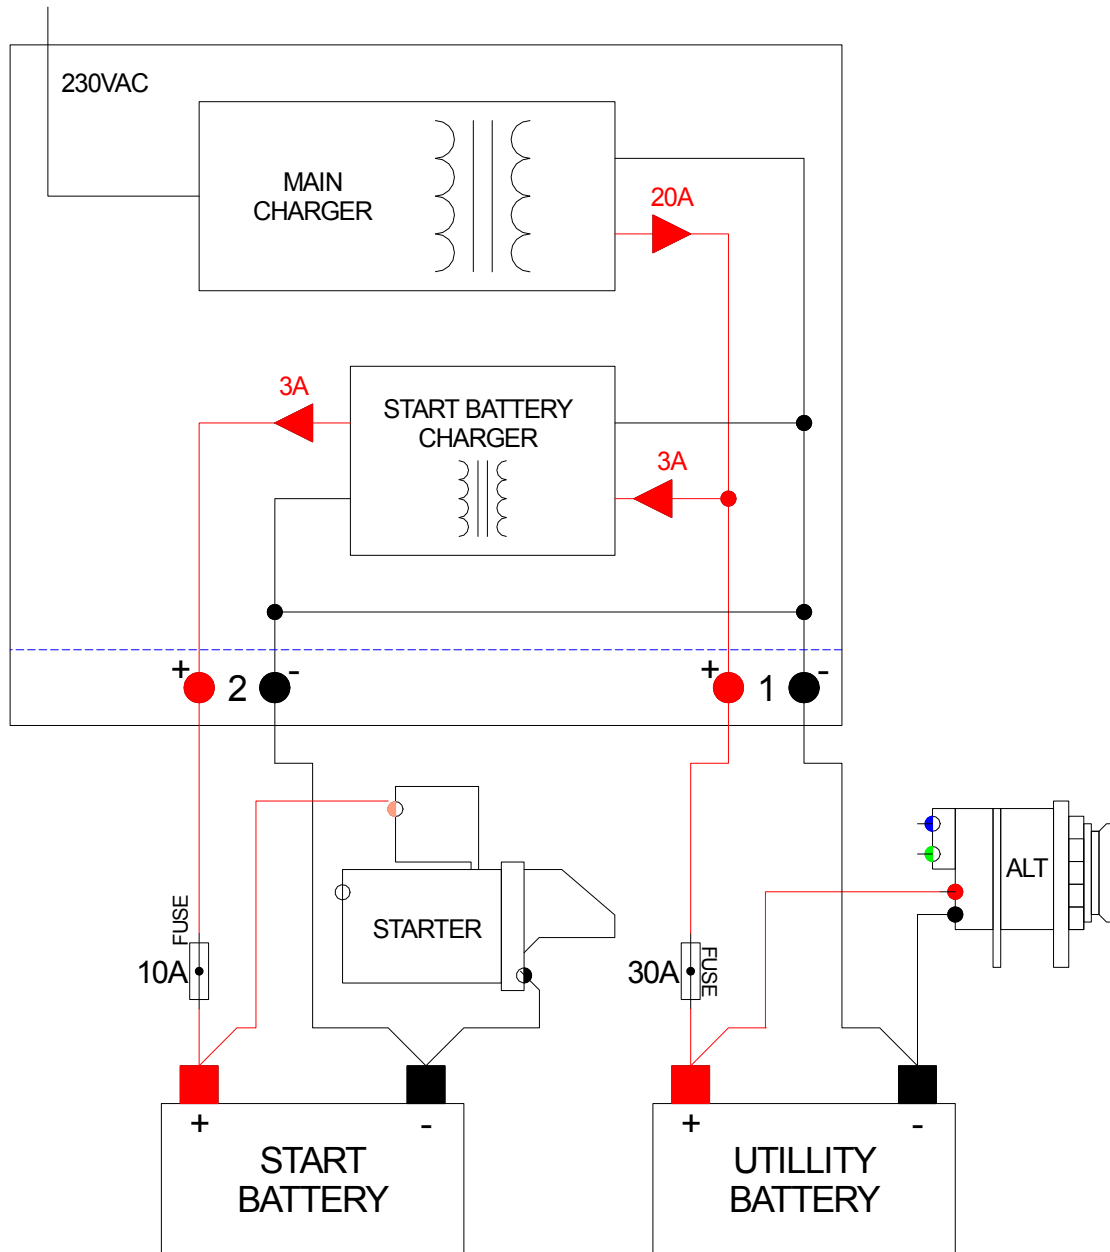 230VAC
MAIN
CHARGER
20A
3A
START BATTERY
CHARGER
3A
+ 2 -
+ 1 -
FUSE
10A
STARTER
30A
FUSE
ALT
+ -
START
BATTERY
+ -
UTILLITY
BATTERY